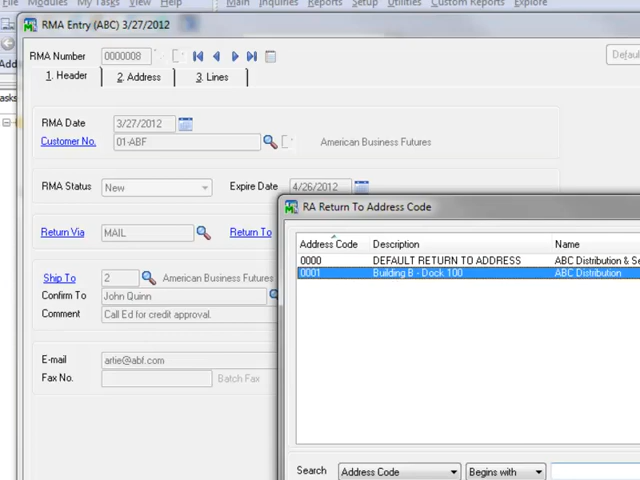 File Modules My Tasks View Help Main Inquiries Reports Setup Utilities Custom Reports Explore
RMA Entry (ABC) 3/27/2012
RMA Number 0000008
Defaul
Add
1. Header 2. Address 3. Lines
asks
RMA Date 3/27/2012
Customer No. 01-ABF American Business Futures
RMA Status New Expire Date 4/26/2012
RA Return To Address Code
Return Via MAIL Return To
Address Code Description Name
0000 DEFAULT RETURN TO ADDRESS ABC Distribution & Se
0001 Building B - Dock 100 ABC Distribution
Ship To 2 American Business Futures
Confirm To John Quinn
Comment Call Ed for credit approval.
E-mail artie@abf.com
Fax No. Batch Fax
Search Address Code Begins with